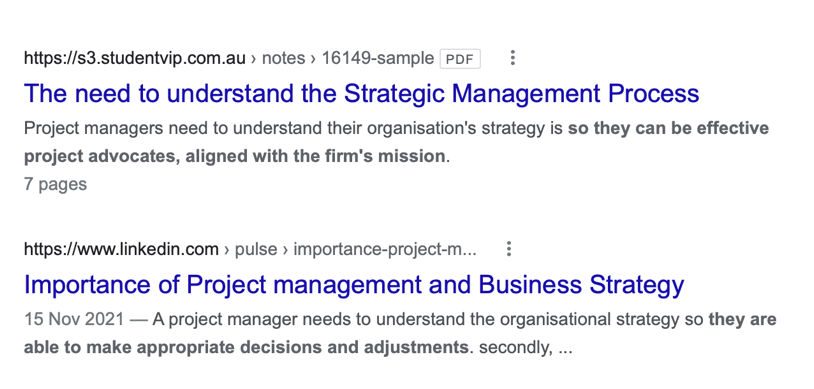 https://s3.studentvip.com.au › notes › 16149-sample PDF
The need to understand the Strategic Management Process
Project managers need to understand their organisation's strategy is so they can be effective
project advocates, aligned with the firm's mission.
7 pages
https://www.linkedin.com › pulse › importance-project-m...
Importance of Project management and Business Strategy
15 Nov 2021 — A project manager needs to understand the organisational strategy so they are
able to make appropriate decisions and adjustments. secondly, ...